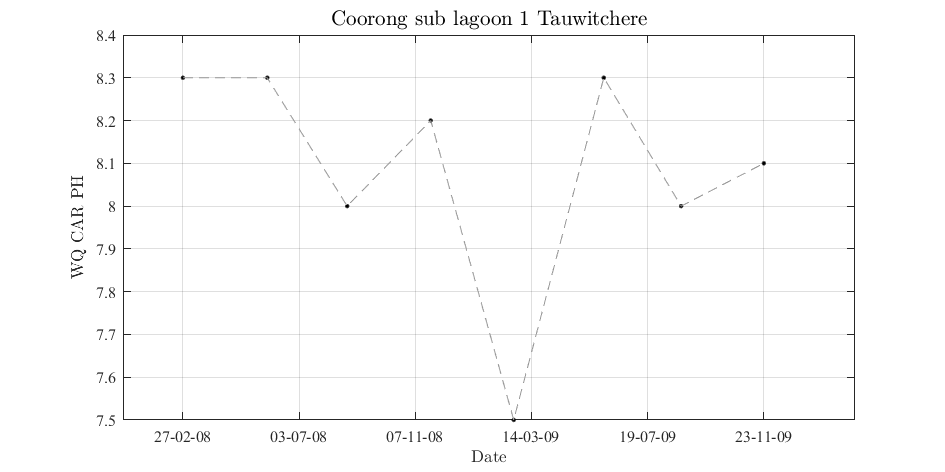 Coorong sub lagoon 1 Tauwitchere
8.4
8.3
8.2
8.1
8
7.9
7.8
7.7
7.6
7.5
WQ CAR PH
27-02-08 03-07-08 07-11-08 14-03-09 19-07-09 23-11-09
Date